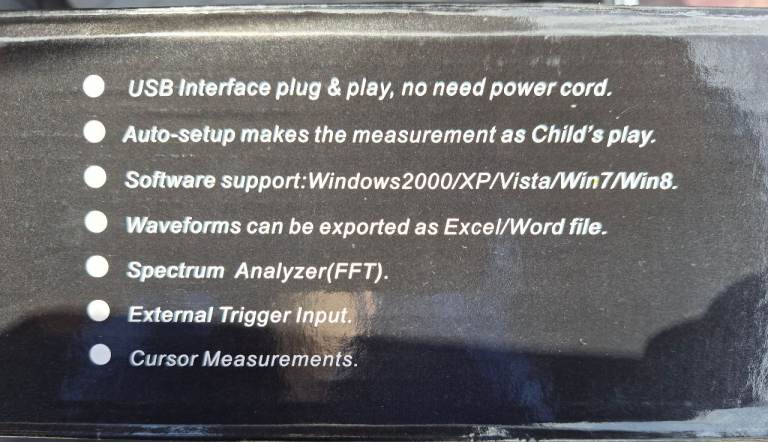 USB Interface plug & play, no need power cord.
Auto-setup makes the measurement as Child's play.
Software support:Windows2000/XP/Vista/Win7/Win8.
Waveforms can be exported as Excel/Word file.
Spectrum Analyzer(FFT).
External Trigger Input.
Cursor Measurements.